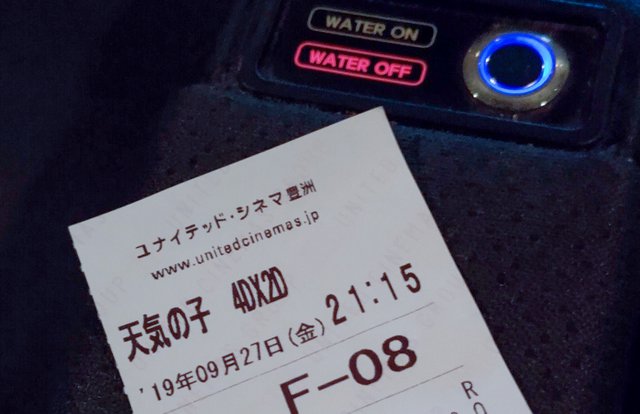 WATER ON
WATER OFF
ユナイテッド・シネマ豊洲
www.unitedcinemas.jp
天気の子 4DX2D
'19年09月27日(金) 21:15
F-08